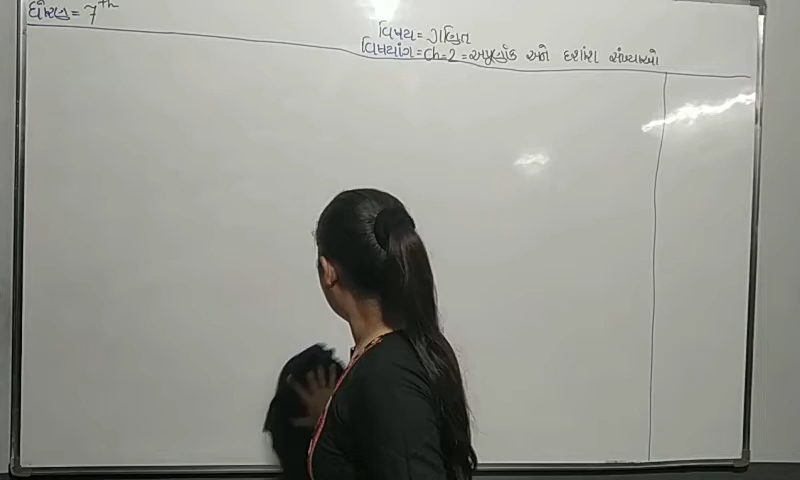 ધોરણ = 7th
વિષય = ગણિત
વિષયાંગ = Ch=2 = અપૂર્ણાંક અને દશાંશ સંખ્યાઓ